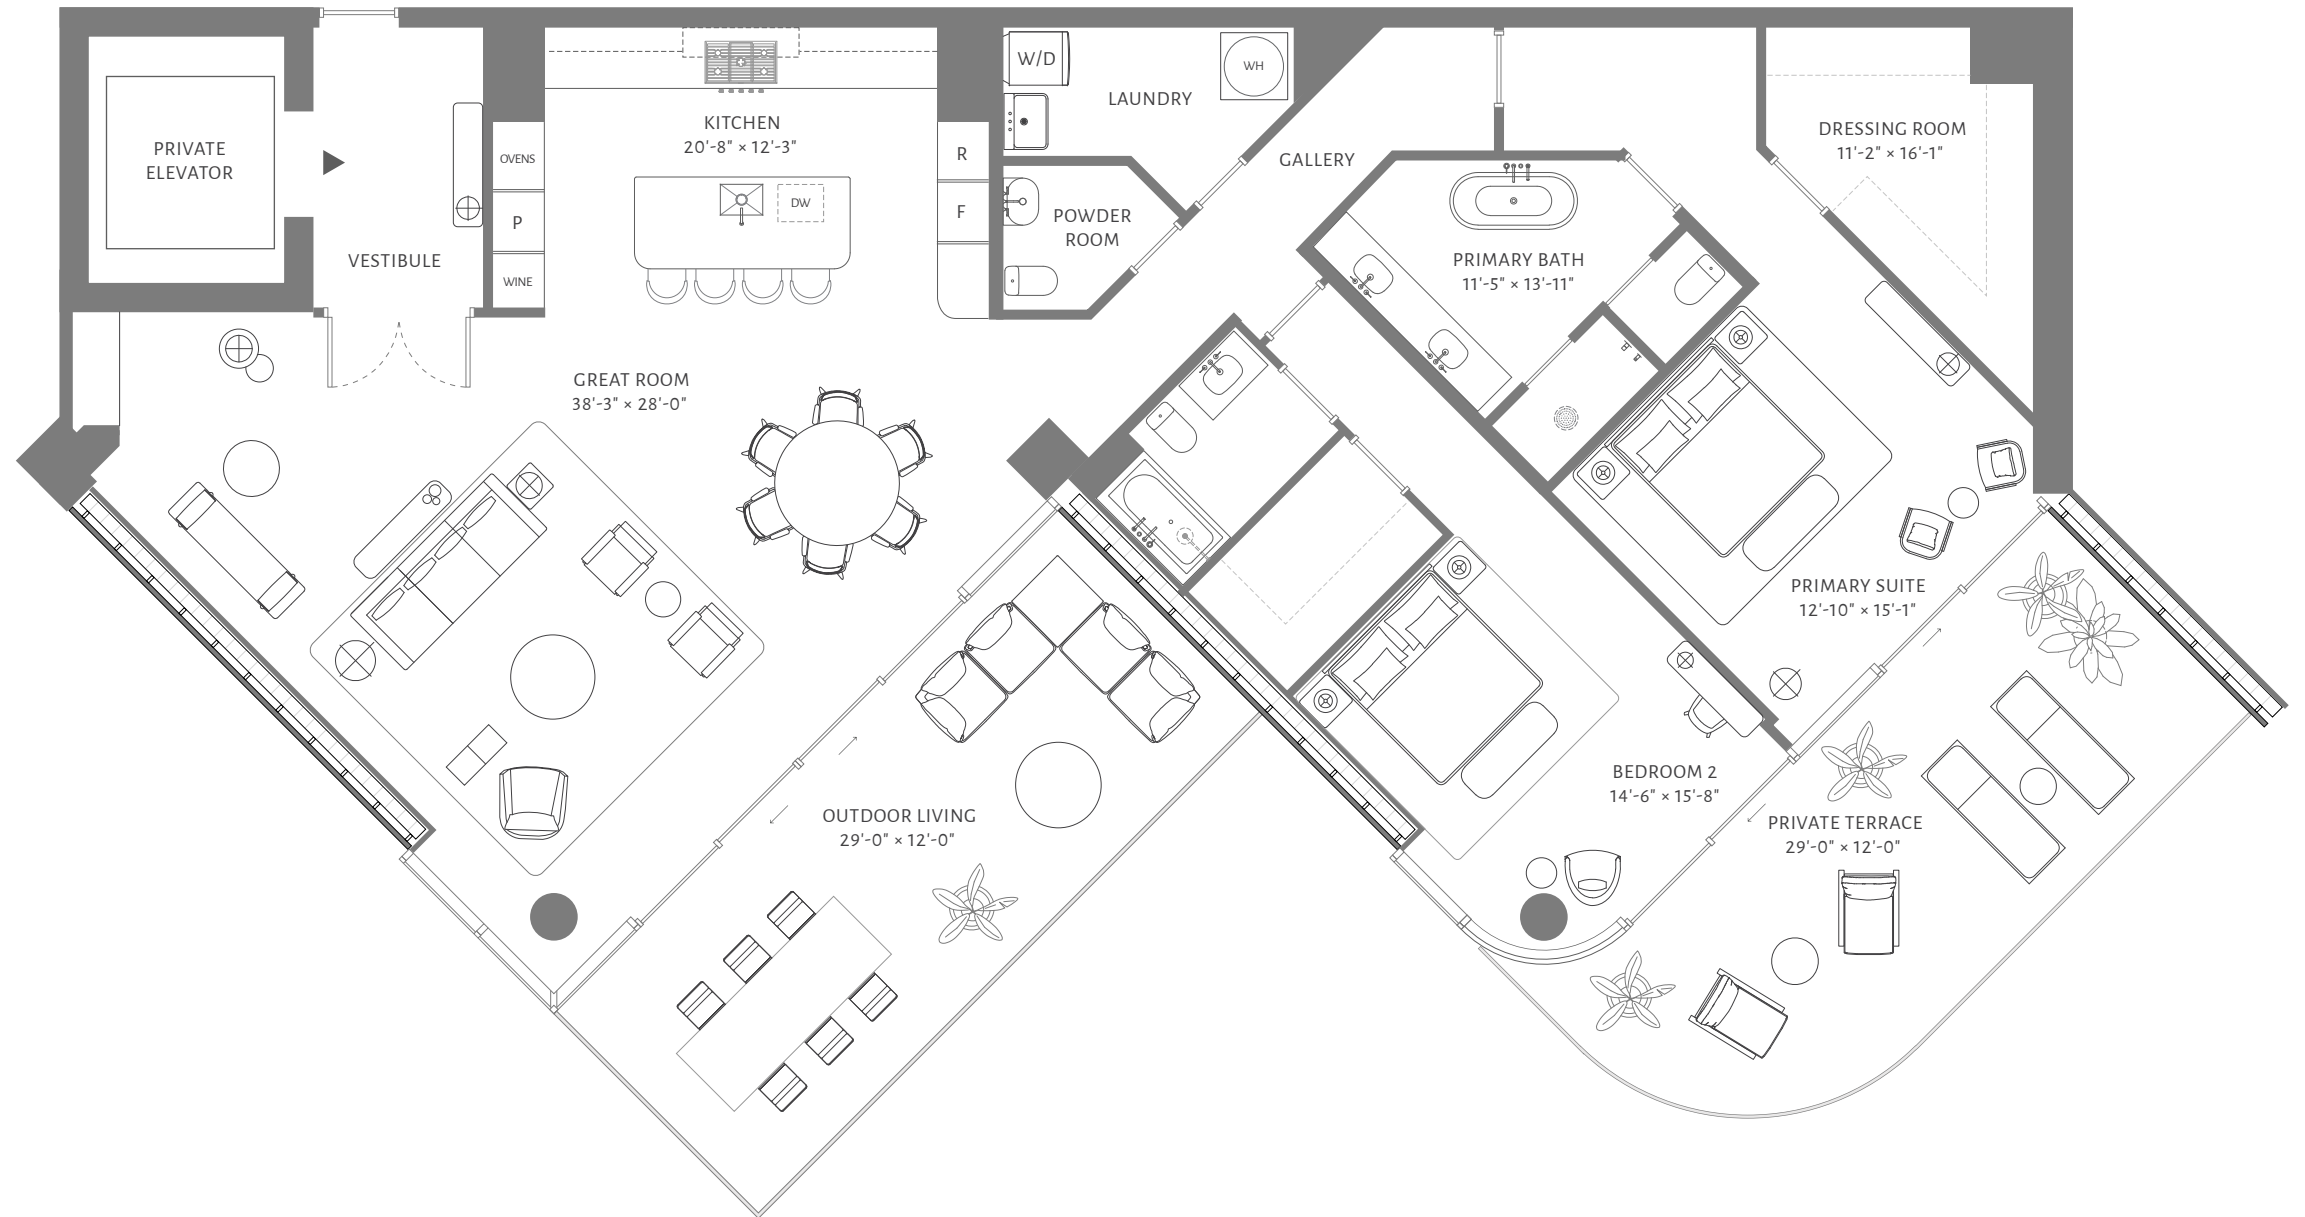 PRIVATE
ELEVATOR
VESTIBULE
OVENS
P
WINE
KITCHEN
20'-8" × 12'-3"
DW
R
F
W/D
LAUNDRY
WH
POWDER
ROOM
GALLERY
PRIMARY BATH
11'-5" × 13'-11"
DRESSING ROOM
11'-2" × 16'-1"
GREAT ROOM
38'-3" × 28'-0"
PRIMARY SUITE
12'-10" × 15'-1"
BEDROOM 2
14'-6" × 15'-8"
OUTDOOR LIVING
29'-0" × 12'-0"
PRIVATE TERRACE
29'-0" × 12'-0"